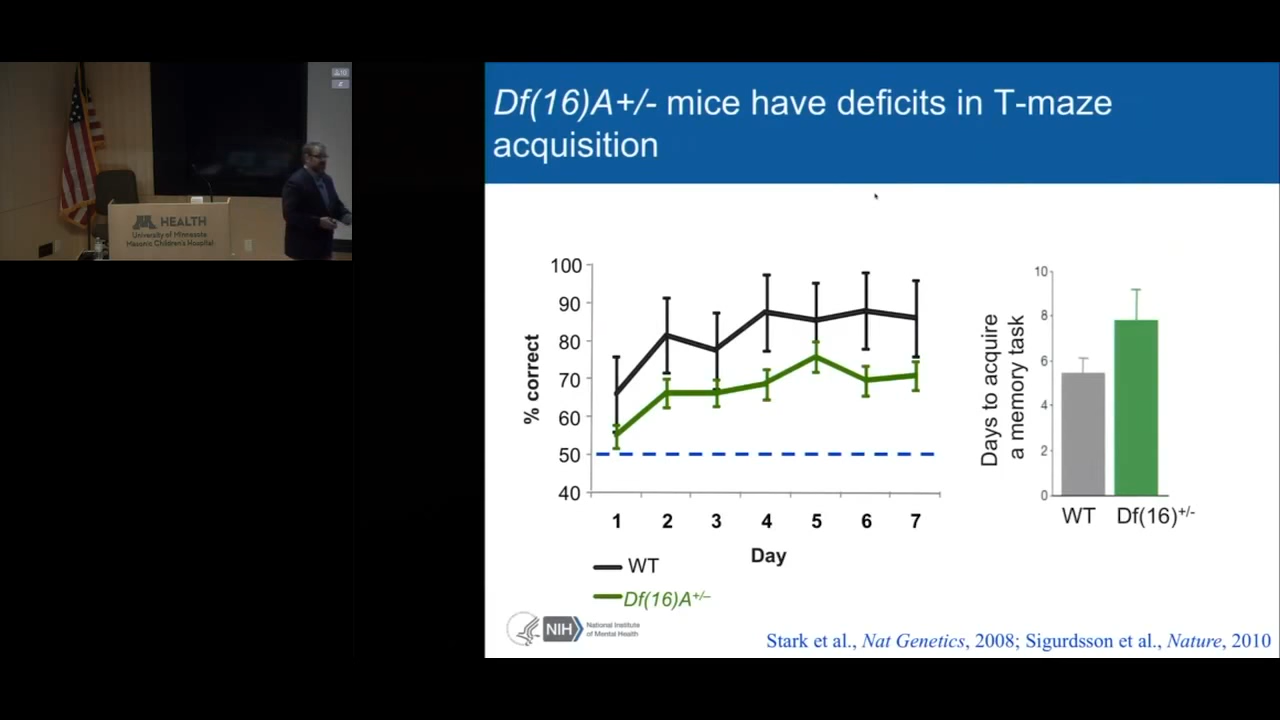 Df(16)A+/- mice have deficits in T-maze
acquisition
HEALTH
University of Minnesota
Masonic Children's Hospital
100
90
80
70
60
50
40
% correct
1 2 3 4 5 6 7
Day
WT
Df(16)A+/–
Days to acquire
a memory task
10
8
6
4
2
0
WT Df(16)+/-
NIH
National Institute
of Mental Health
Stark et al., Nat Genetics, 2008; Sigurdsson et al., Nature, 2010